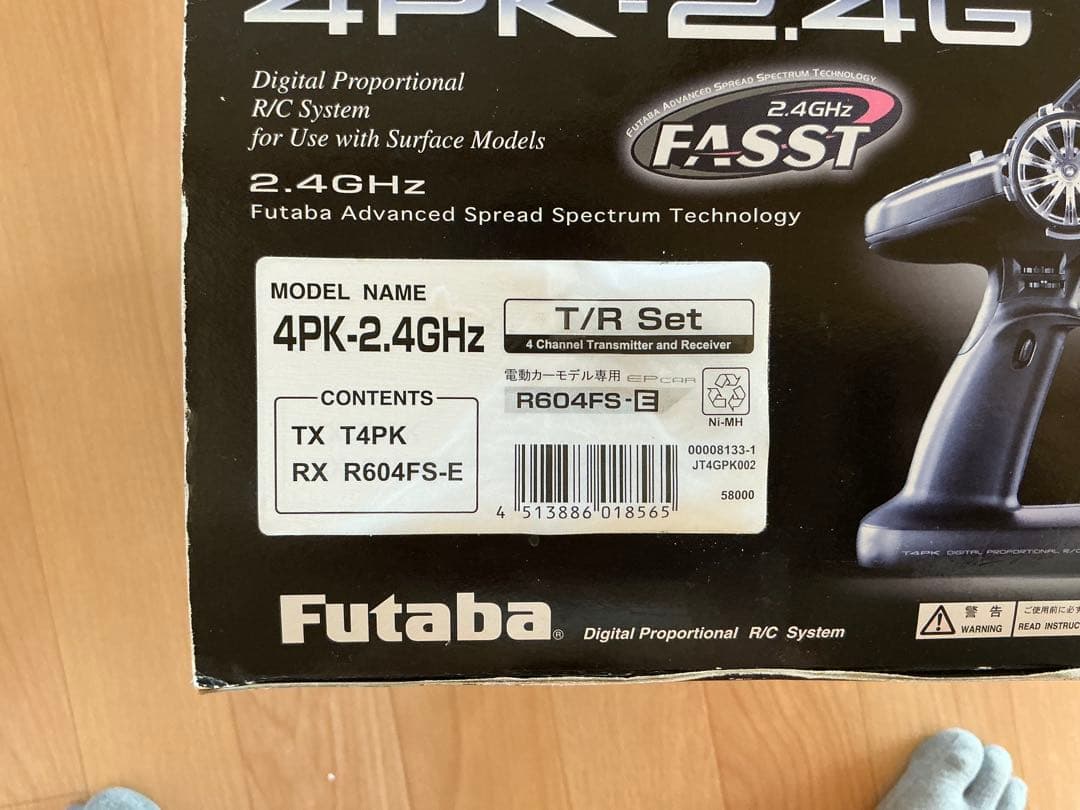 4PK-2.4G
Digital Proportional
R/C System
for Use with Surface Models
2.4GHz
Futaba Advanced Spread Spectrum Technology
FUTABA ADVANCED SPREAD SPECTRUM TECHNOLOGY
2.4GHz
FASST
MODEL NAME
4PK-2.4GHz
T/R Set
4 Channel Transmitter and Receiver
電動カーモデル専用 EP CAR
R604FS-E
Ni-MH
CONTENTS
TX T4PK
RX R604FS-E
00008133-1
JT4GPK002
58000
4 513886 018565
T4PK DIGITAL PROPORTIONAL R/C
Futaba®
Digital Proportional R/C System
警告
WARNING
ご使用前に必ず
READ INSTRUC